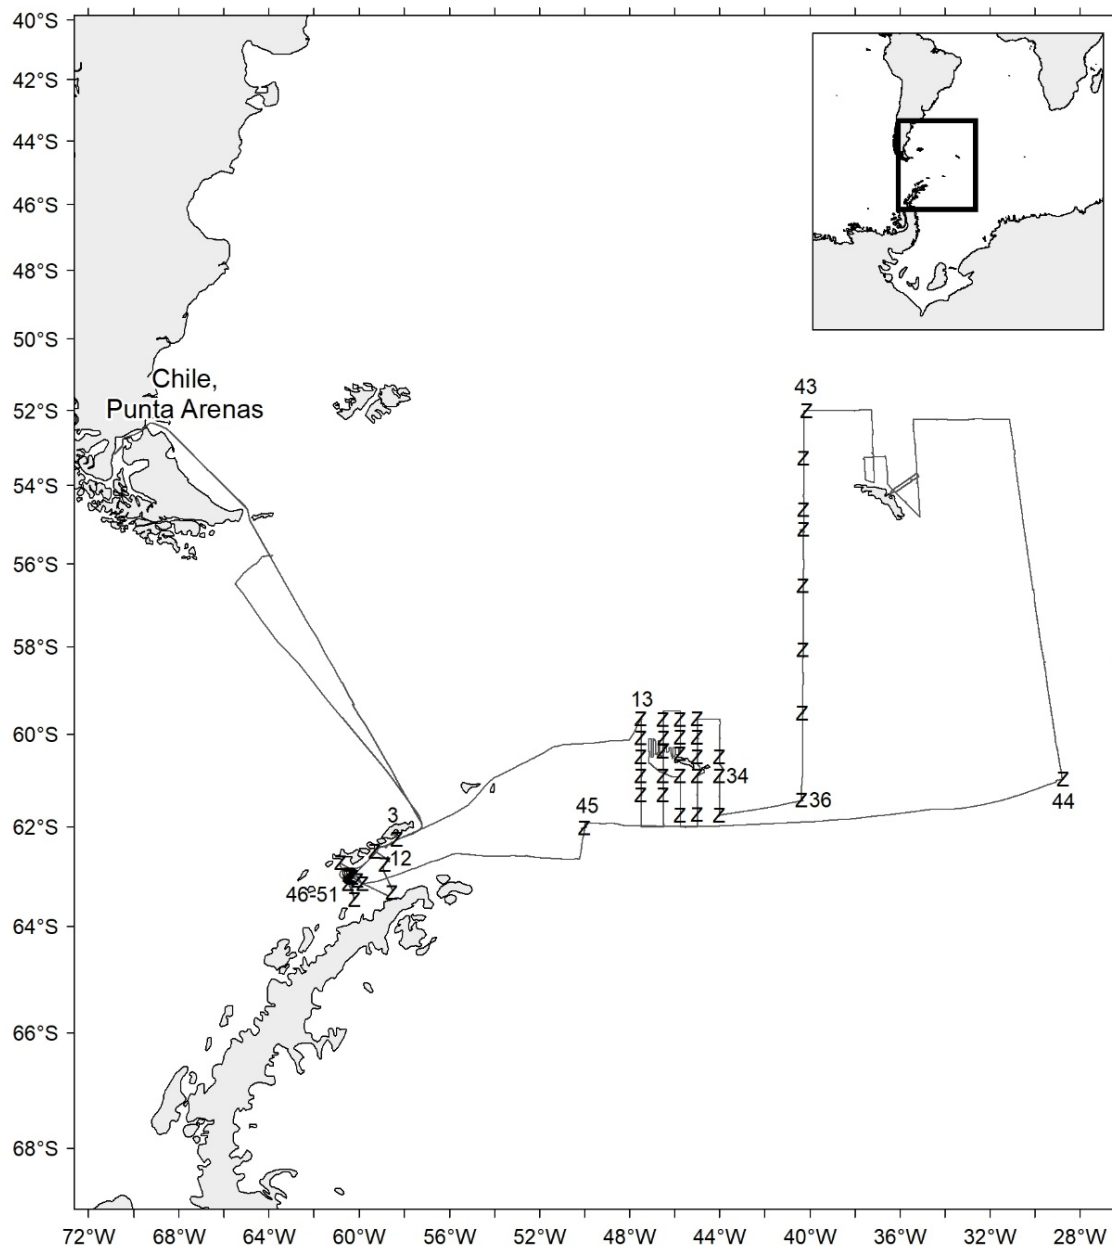 40°S
42°S
44°S
46°S
48°S
50°S
52°S
54°S
56°S
58°S
60°S
62°S
64°S
66°S
68°S
Chile,
Punta Arenas
43
Z
Z
Z
Z
Z
Z
Z
Z 36
13
Z Z Z Z
Z Z Z Z
Z Z Z Z Z
Z Z Z Z Z 34
Z Z
Z Z Z
44
Z
45
Z
3
Z
Z
12
Z
Z
Z
Z
Z
Z
46-51
Z
72°W 68°W 64°W 60°W 56°W 52°W 48°W 44°W 40°W 36°W 32°W 28°W